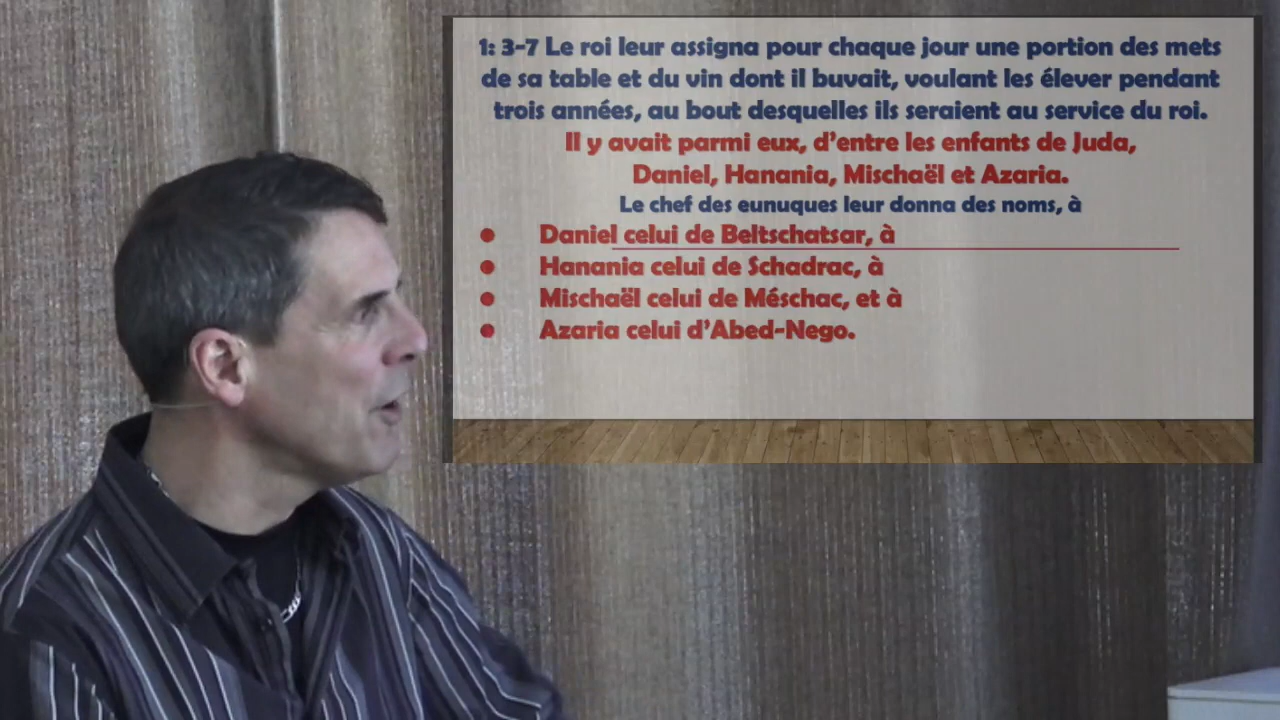 1: 3-7 Le roi leur assigna pour chaque jour une portion des mets
de sa table et du vin dont il buvait, voulant les élever pendant
trois années, au bout desquelles ils seraient au service du roi.
Il y avait parmi eux, d’entre les enfants de Juda,
Daniel, Hanania, Mischaël et Azaria.
Le chef des eunuques leur donna des noms, à
• Daniel celui de Beltschatsar, à
• Hanania celui de Schadrac, à
• Mischaël celui de Méschac, et à
• Azaria celui d’Abed-Nego.